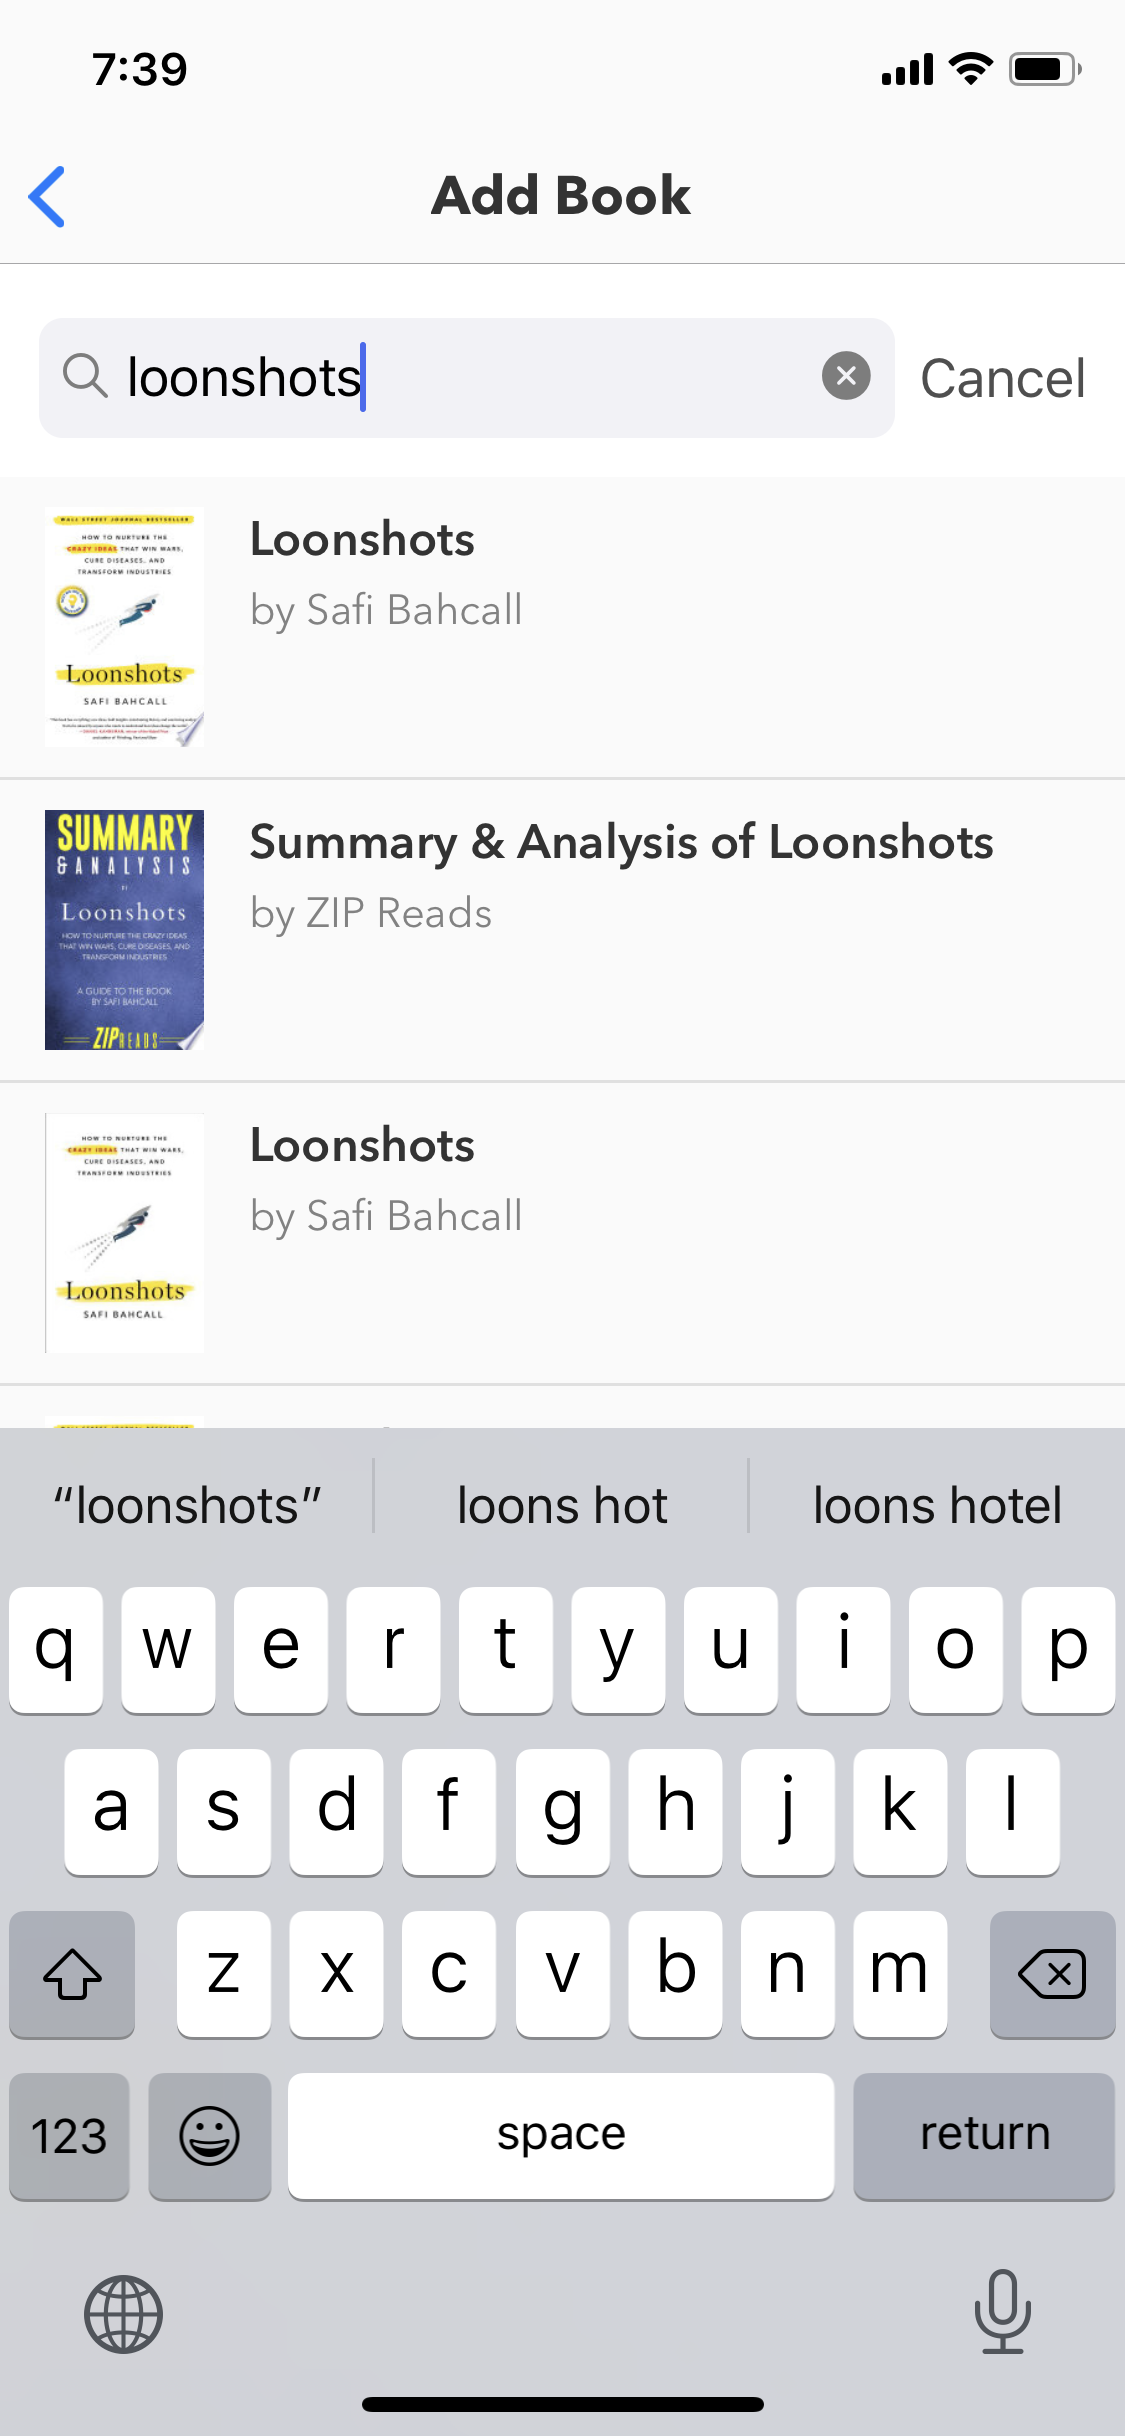 7:39
Add Book
loonshots
Cancel
WALL STREET JOURNAL BESTSELLER
HOW TO NURTURE THE
CRAZY IDEAS THAT WIN WARS,
CURE DISEASES, AND
TRANSFORM INDUSTRIES
Loonshots
SAFI BAHCALL
Loonshots
by Safi Bahcall
SUMMARY
& ANALYSIS
Loonshots
HOW TO NURTURE THE CRAZY IDEAS
THAT WIN WARS, CURE DISEASES, AND
TRANSFORM INDUSTRIES
A GUIDE TO THE BOOK
BY SAFI BAHCALL
ZIPREADS
Summary & Analysis of Loonshots
by ZIP Reads
HOW TO NURTURE THE
CRAZY IDEAS THAT WIN WARS,
CURE DISEASES, AND
TRANSFORM INDUSTRIES
Loonshots
SAFI BAHCALL
Loonshots
by Safi Bahcall
“loonshots” loons hot loons hotel
q w e r t y u i o p
a s d f g h j k l
z x c v b n m
123 space return